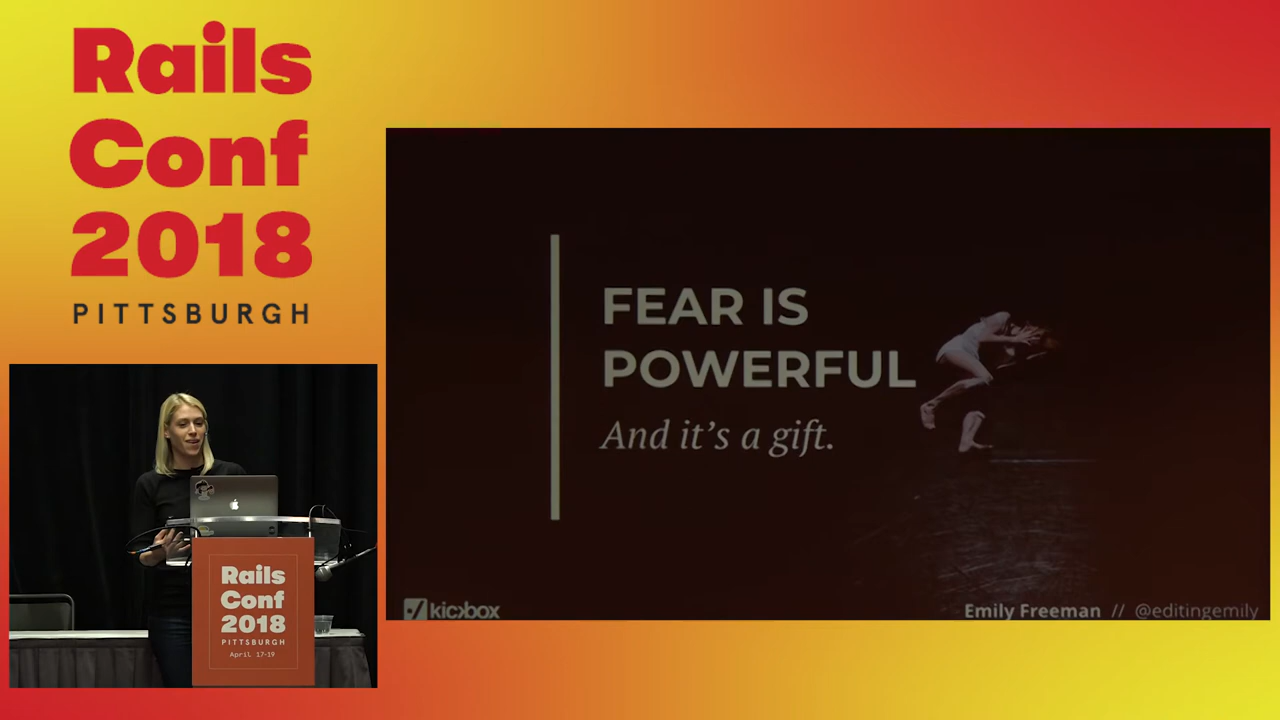 Rails
Conf
2018
PITTSBURGH
FEAR IS
POWERFUL
And it's a gift.
kickbox
Emily Freeman // @editingemily
Rails
Conf
2018
PITTSBURGH
April 17-19